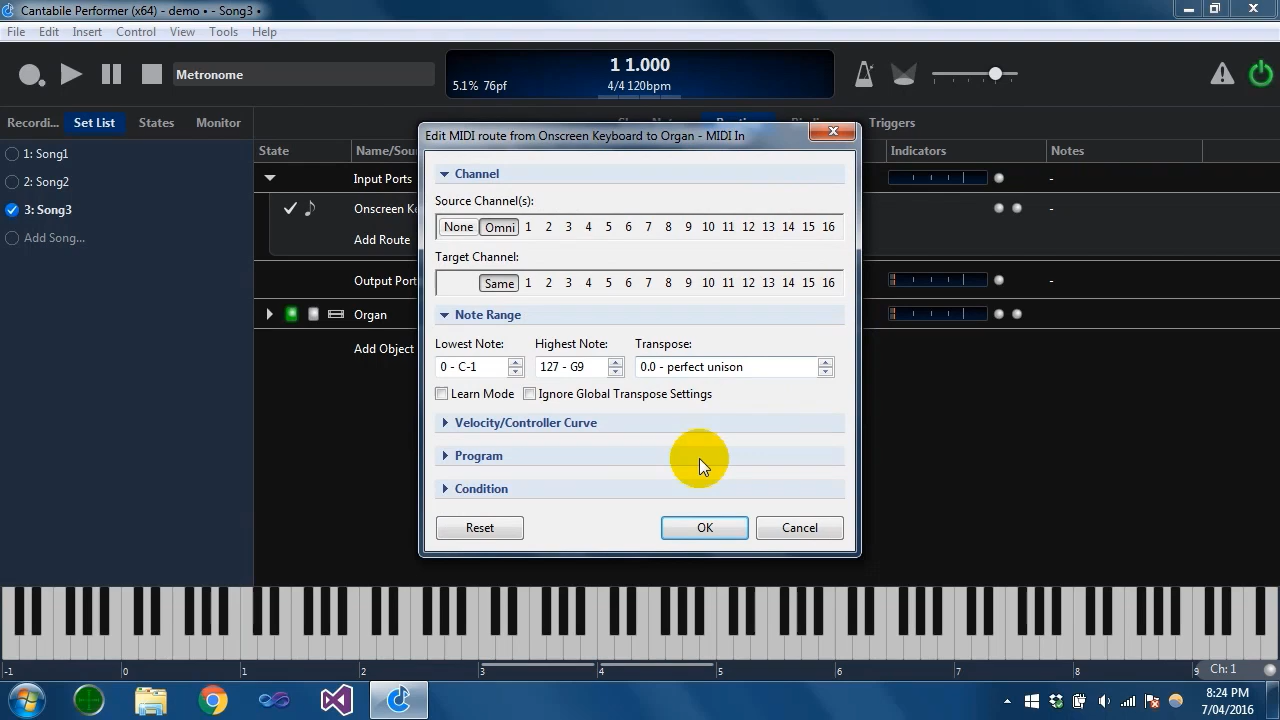 Cantabile Performer (x64) - demo • - Song3 •
File Edit Insert Control View Tools Help
Metronome
5.1% 76pf
1 1.000
4/4 120bpm
Recordi... Set List States Monitor
Triggers
1: Song1
2: Song2
3: Song3
Add Song...
State Name/Sou Indicators Notes
Input Ports -
Onscreen Ke -
Add Route
Output Port -
Organ
Add Object
Edit MIDI route from Onscreen Keyboard to Organ - MIDI In
Channel
Source Channel(s):
None Omni 1 2 3 4 5 6 7 8 9 10 11 12 13 14 15 16
Target Channel:
Same 1 2 3 4 5 6 7 8 9 10 11 12 13 14 15 16
Note Range
Lowest Note: Highest Note: Transpose:
0 - C-1 127 - G9 0.0 - perfect unison
Learn Mode Ignore Global Transpose Settings
Velocity/Controller Curve
Program
Condition
Reset OK Cancel
-1 0 1 2 3 4 5 6 7 8 9 Ch: 1
8:24 PM
7/04/2016